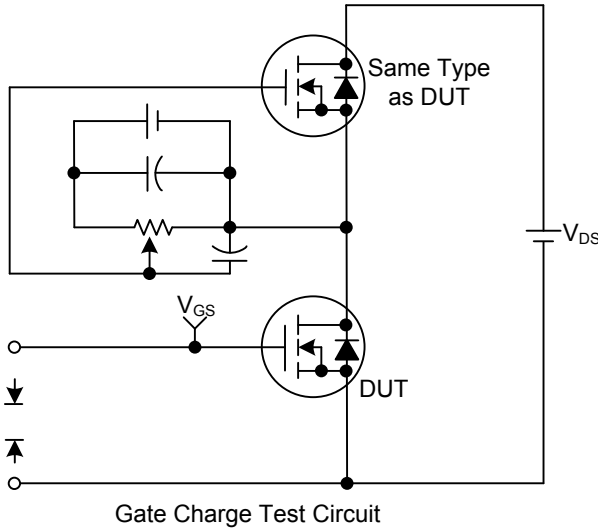 Same Type
as DUT
VDS
VGS
DUT
Gate Charge Test Circuit